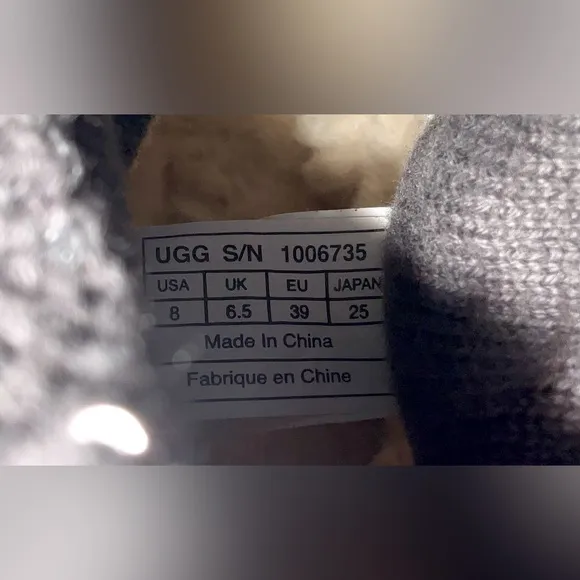 UGG S/N 1006735
USA UK EU JAPAN
8 6.5 39 25
Made In China
Fabrique en Chine